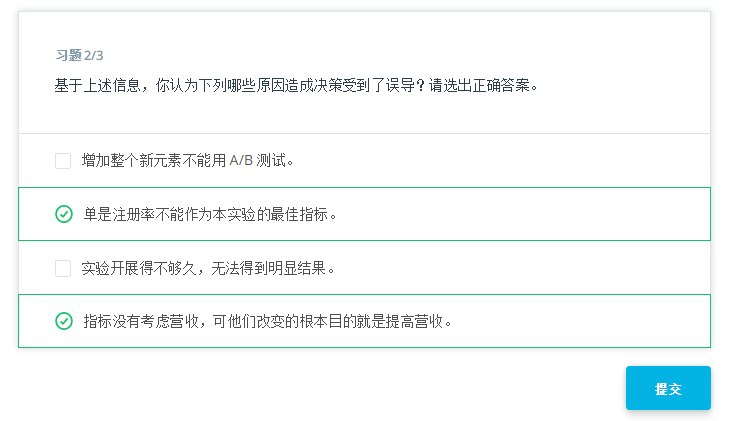 习题 2/3
基于上述信息，你认为下列哪些原因造成决策受到了误导？请选出正确答案。
增加整个新元素不能用 A/B 测试。
单是注册率不能作为本实验的最佳指标。
实验开展得不够久，无法得到明显结果。
指标没有考虑营收，可他们改变的根本目的就是提高营收。
提交